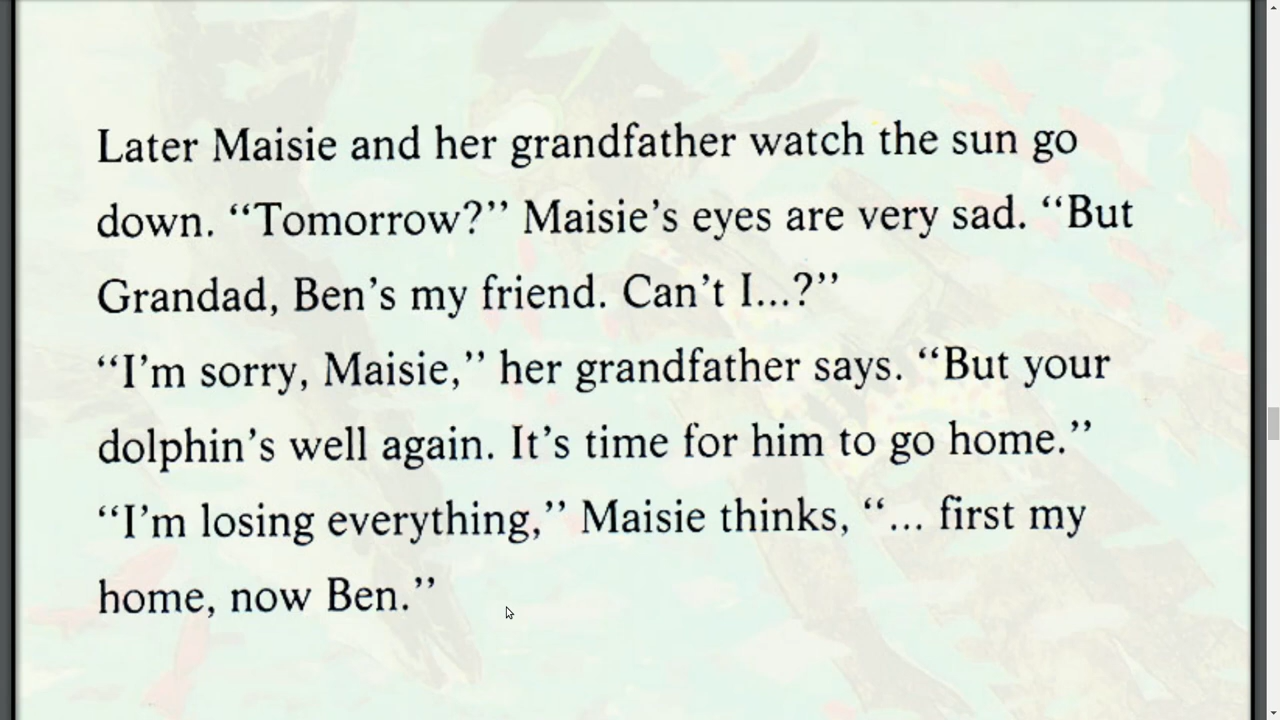 Later Maisie and her grandfather watch the sun go
down. “Tomorrow?” Maisie’s eyes are very sad. “But
Grandad, Ben’s my friend. Can’t I...?”
“I’m sorry, Maisie,” her grandfather says. “But your
dolphin’s well again. It’s time for him to go home.”
“I’m losing everything,” Maisie thinks, “... first my
home, now Ben.”